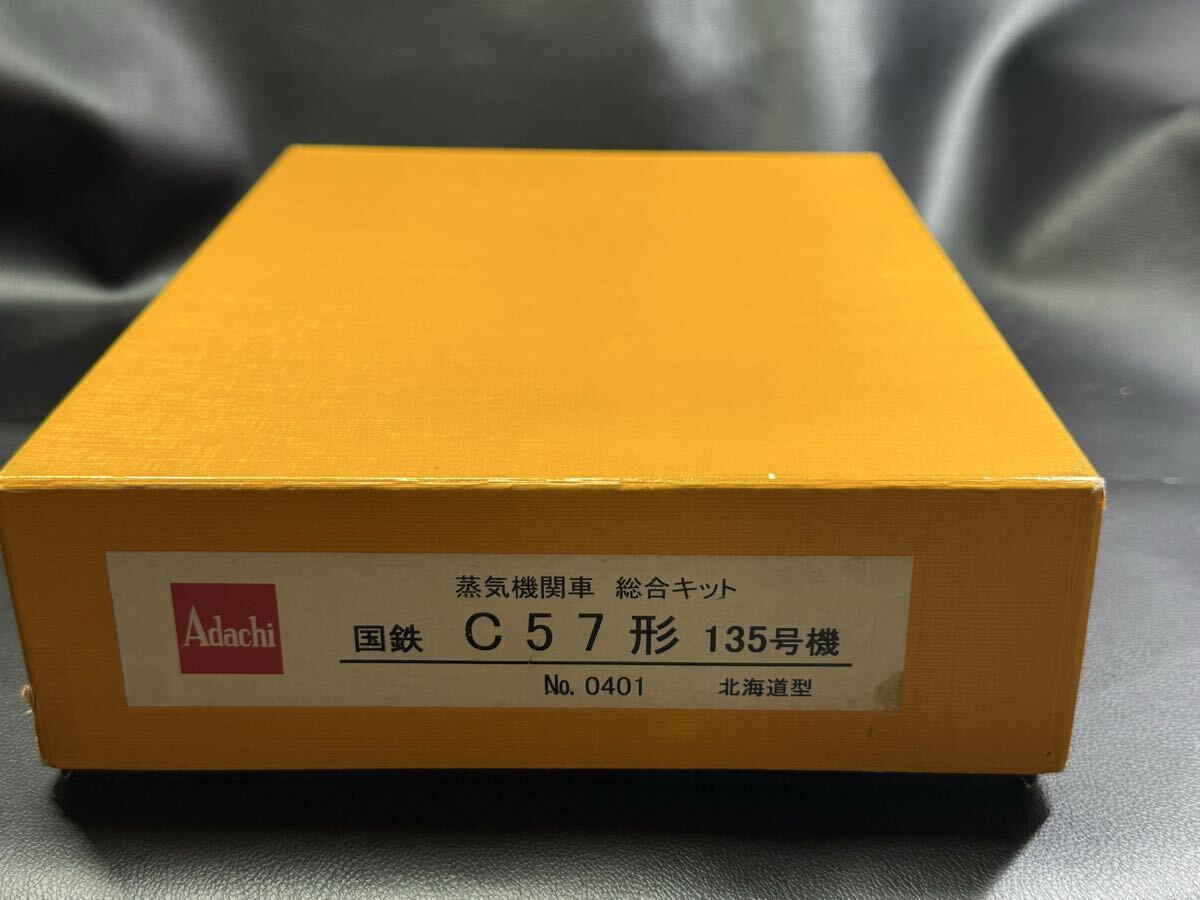 Adachi
蒸気機関車 総合キット
国鉄 C57形 135号機
No. 0401 北海道型